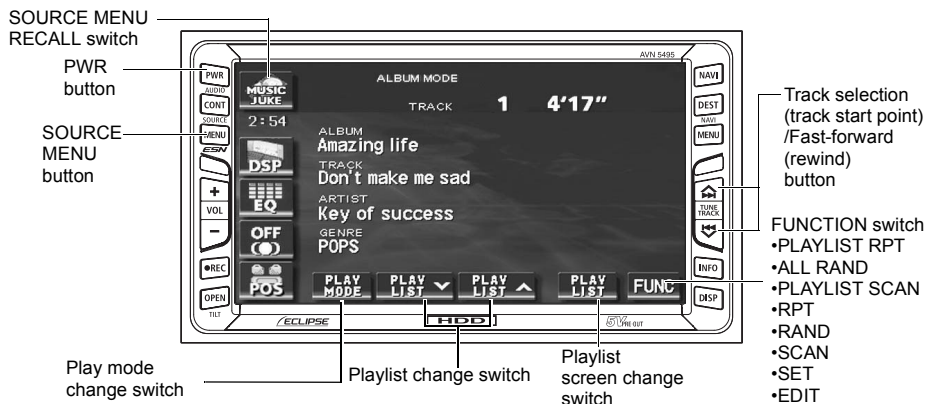 SOURCE MENU
RECALL switch
PWR
button
SOURCE
MENU
button
AVN 5495
PWR
AUDIO
CONT
SOURCE
MENU
ESN
+
VOL
–
●REC
OPEN
TILT
MUSIC
JUKE
2:54
DSP
EQ
OFF
POS
ALBUM MODE
TRACK 1 4'17"
ALBUM
Amazing life
TRACK
Don't make me sad
ARTIST
Key of success
GENRE
POPS
PLAY
MODE
PLAY
LIST
PLAY
LIST
PLAY
LIST
FUNC
NAVI
DEST
NAVI
MENU
TUNE
TRACK
INFO
DISP
ECLIPSE
HDD
5V PRE OUT
Track selection
(track start point)
/Fast-forward
(rewind)
button
FUNCTION switch
•PLAYLIST RPT
•ALL RAND
•PLAYLIST SCAN
•RPT
•RAND
•SCAN
•SET
•EDIT
Play mode
change switch
Playlist change switch
Playlist
screen change
switch